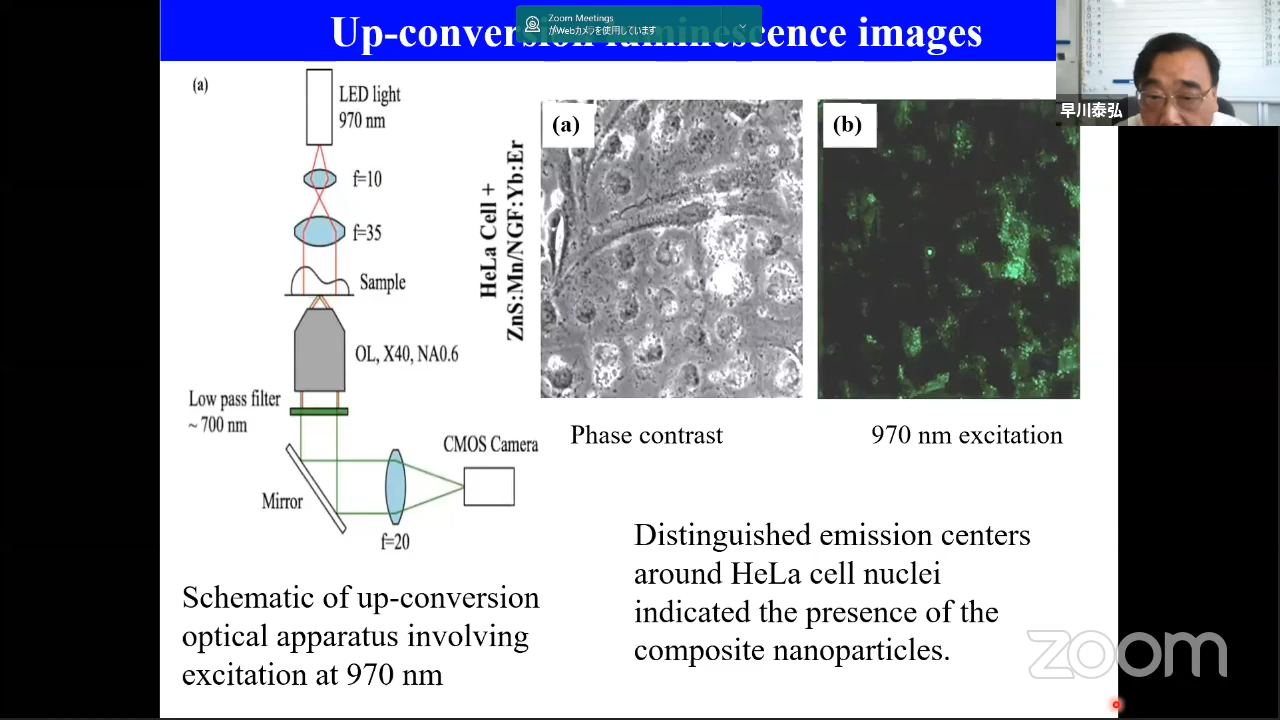 Up-conversion luminescence images
Zoom Meetings
がWebカメラを使用しています
早川泰弘
(a)
LED light
970 nm
f=10
f=35
Sample
OL, X40, NA0.6
Low pass filter
~ 700 nm
CMOS Camera
Mirror
f=20
HeLa Cell +
ZnS:Mn/NGF:Yb:Er
(a)
(b)
Phase contrast
970 nm excitation
Schematic of up-conversion
optical apparatus involving
excitation at 970 nm
Distinguished emission centers
around HeLa cell nuclei
indicated the presence of the
composite nanoparticles.
zoom